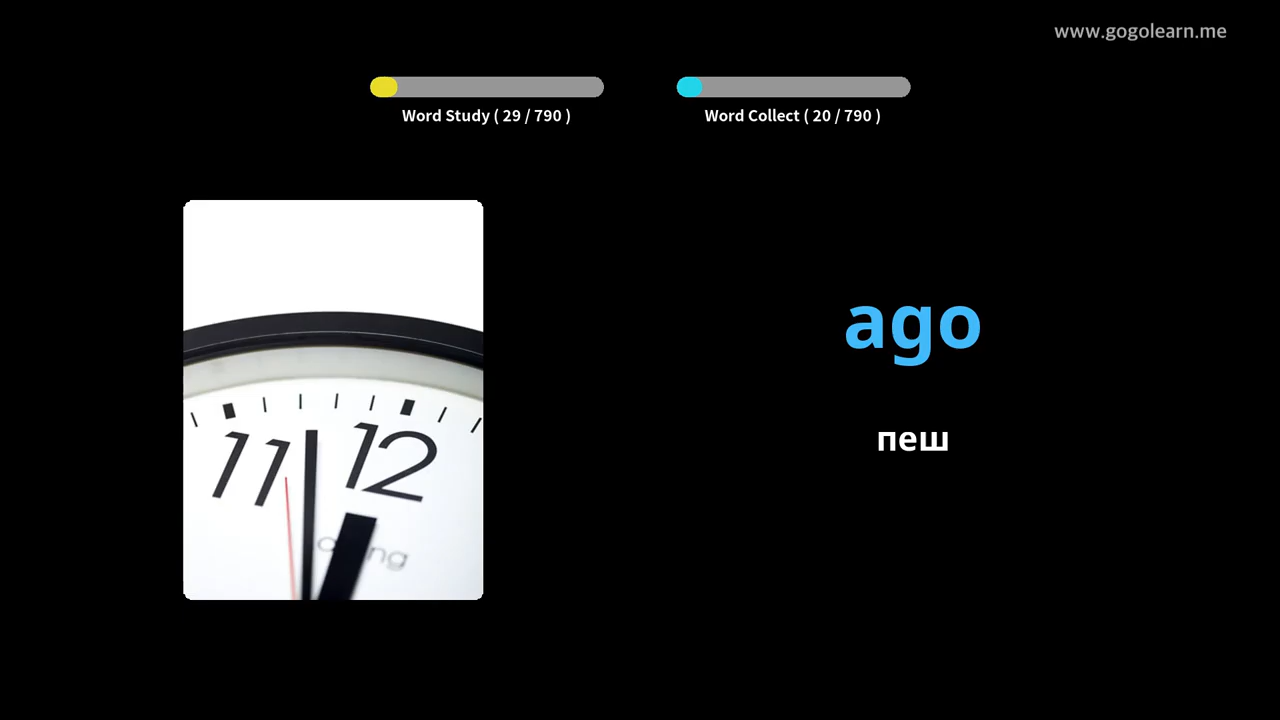 www.gogolearn.me
Word Study ( 29 / 790 )
Word Collect ( 20 / 790 )
11 12
ago
пеш